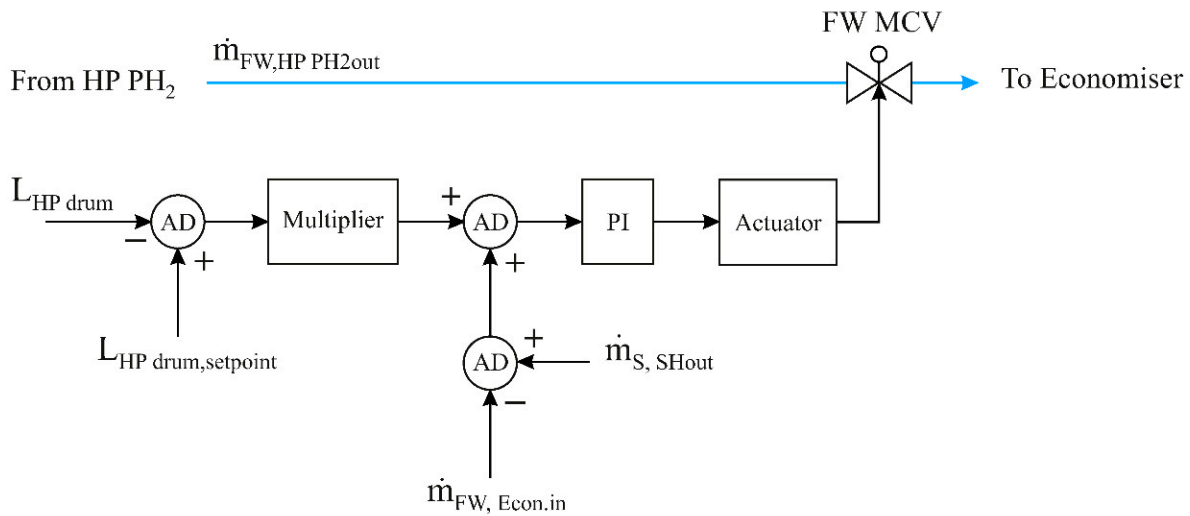 FW MCV
ṁFW,HP PH2out
From HP PH2
To Economiser
LHP drum
AD
Multiplier
AD
PI
Actuator
−
+
+
+
LHP drum,setpoint
AD
+
ṁS, SHout
−
ṁFW, Econ.in